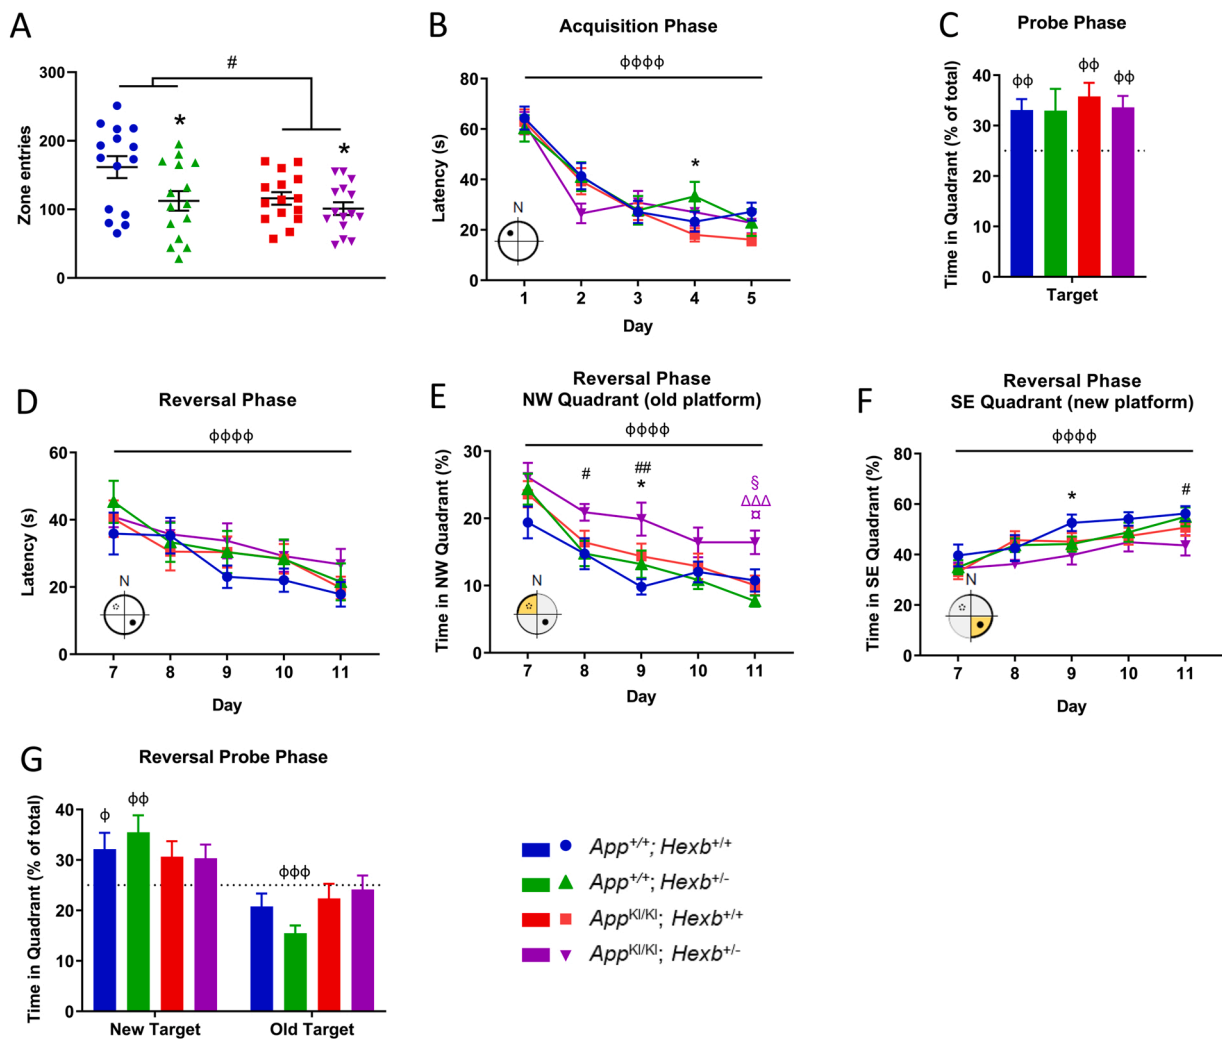 A
#
300
200
100
0
Zone entries
*
*
B
Acquisition Phase
ϕϕϕϕ
80
60
40
20
0
Latency (s)
*
N
1 2 3 4 5
Day
C
Probe Phase
ϕϕ ϕϕ ϕϕ
40
30
20
10
0
Time in Quadrant (% of total)
Target
D
Reversal Phase
ϕϕϕϕ
60
40
20
0
Latency (s)
N
7 8 9 10 11
Day
E
Reversal Phase
NW Quadrant (old platform)
ϕϕϕϕ
30
20
10
0
Time in NW Quadrant (%)
#
##
*
§
ΔΔΔ
¤
N
7 8 9 10 11
Day
F
Reversal Phase
SE Quadrant (new platform)
ϕϕϕϕ
80
60
40
20
0
Time in SE Quadrant (%)
*
#
N
7 8 9 10 11
Day
G
Reversal Probe Phase
ϕ ϕϕ
ϕϕϕ
40
30
20
10
0
Time in Quadrant (% of total)
New Target Old Target
App+/+; Hexb+/+
App+/+; Hexb+/-
AppKI/KI; Hexb+/+
AppKI/KI; Hexb+/-